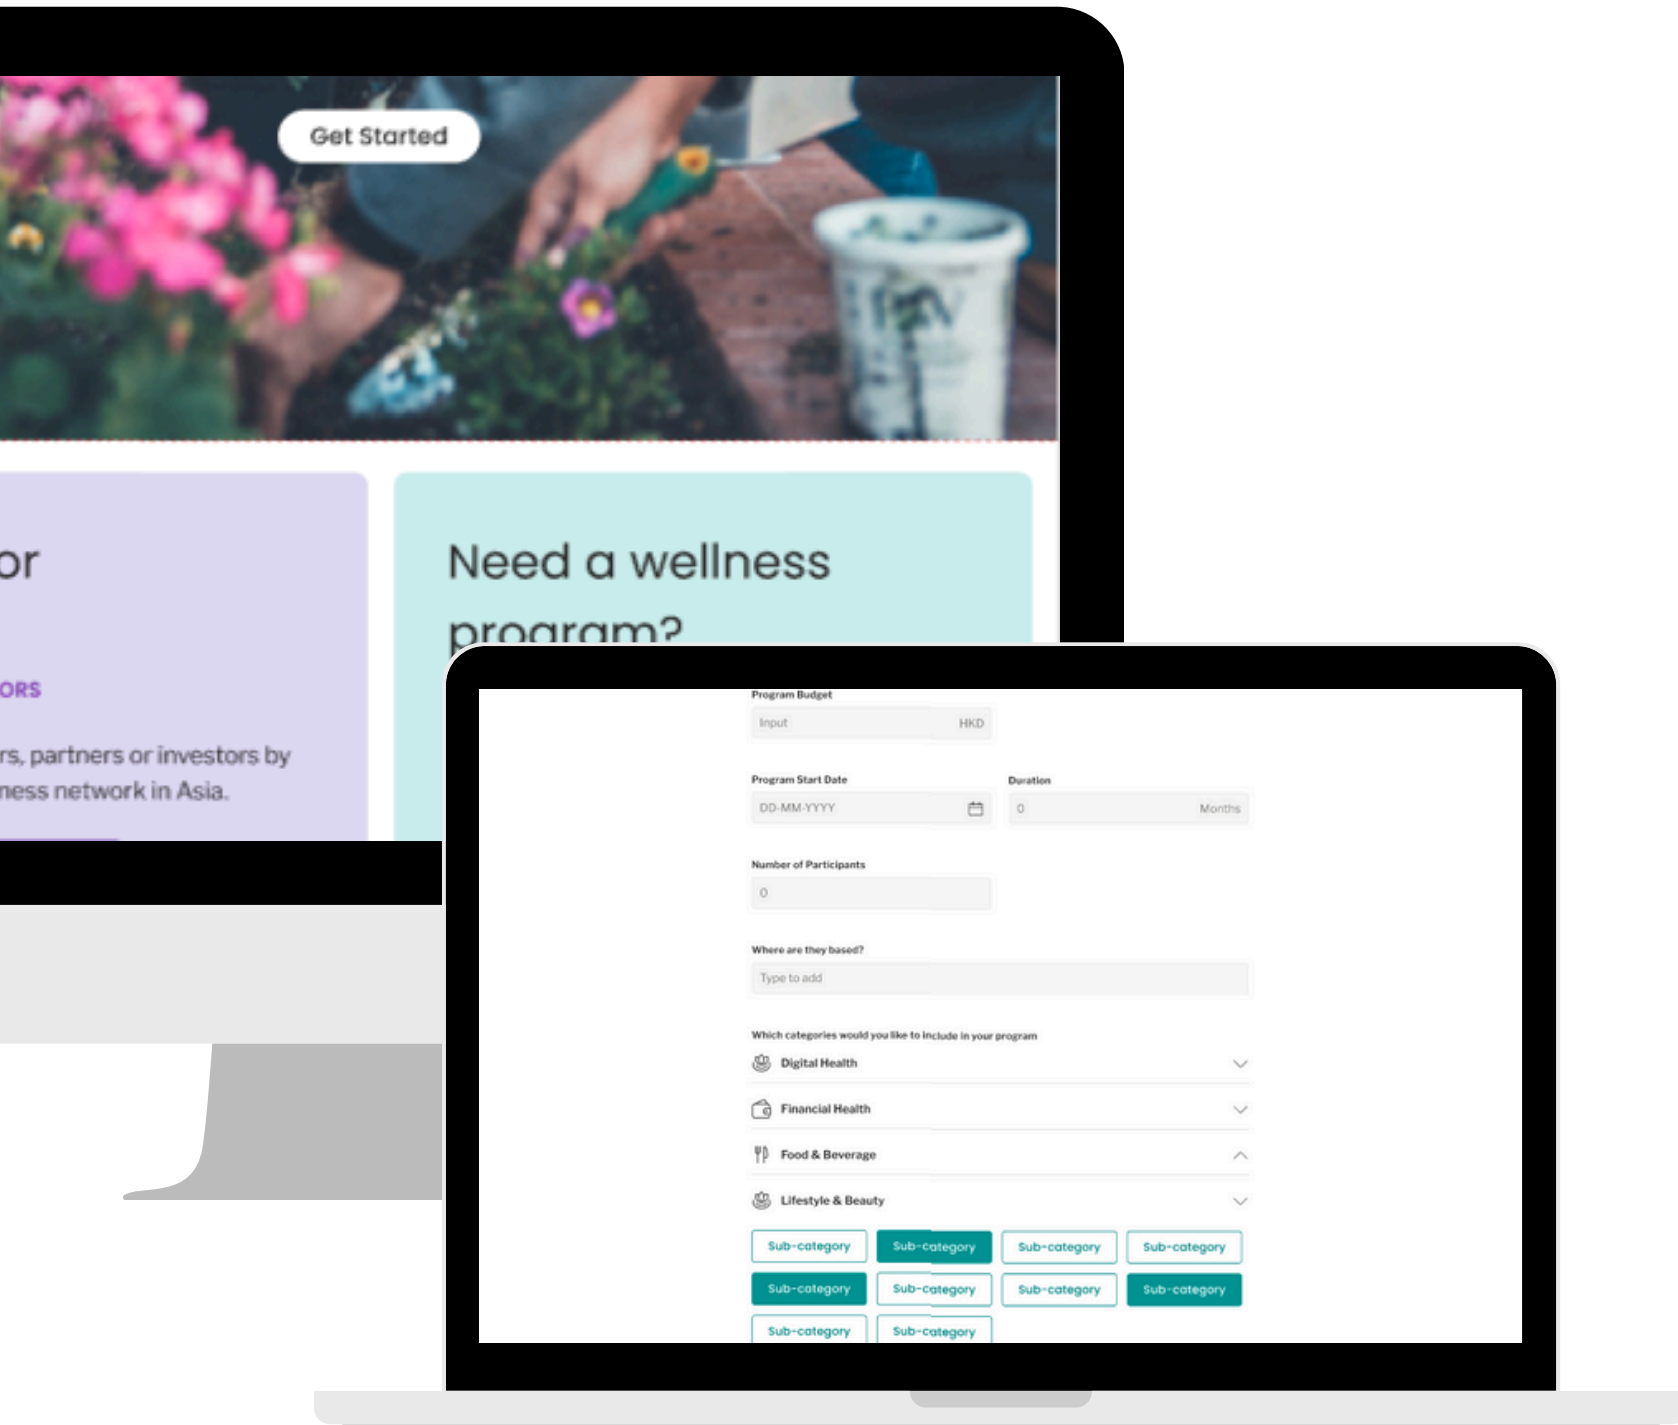 Get Started
or
ORS
rs, partners or investors by
ness network in Asia.
Need a wellness
program?
Program Budget
Input HKD
Program Start Date Duration
DD-MM-YYYY 0 Months
Number of Participants
0
Where are they based?
Type to add
Which categories would you like to include in your program
Digital Health
Financial Health
Food & Beverage
Lifestyle & Beauty
Sub-category Sub-category Sub-category Sub-category
Sub-category Sub-category Sub-category Sub-category
Sub-category Sub-category